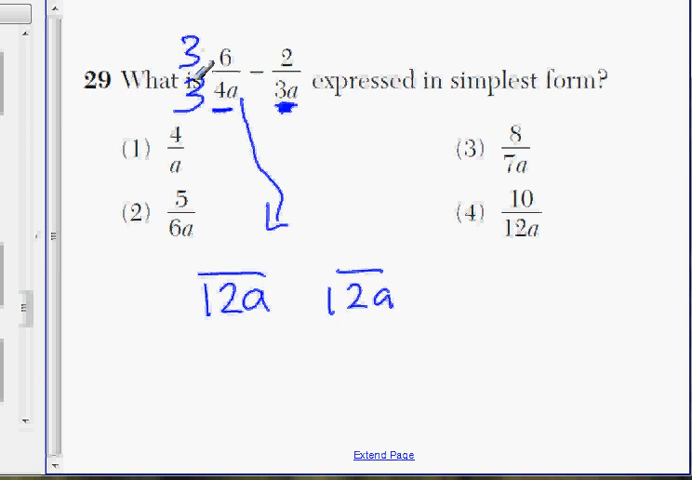 3
29 What is 6/4a − 2/3a expressed in simplest form?
3
(1) 4/a (3) 8/7a
(2) 5/6a (4) 10/12a
12a 12a
Extend Page